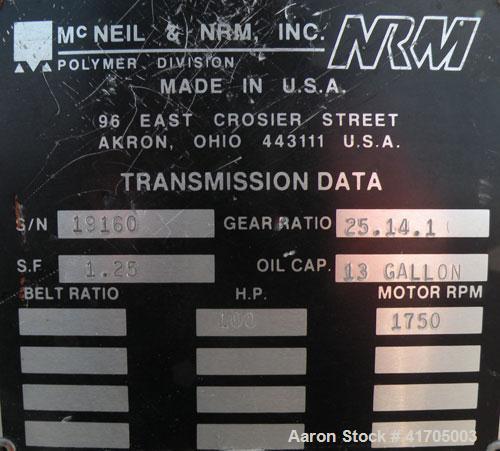 McNEIL & NRM, INC. NRM
POLYMER DIVISION
MADE IN U.S.A.
96 EAST CROSIER STREET
AKRON, OHIO 443111 U.S.A.
TRANSMISSION DATA
S/N 19160 GEAR RATIO 25.14.1
S.F 1.25 OIL CAP. 13 GALLON
BELT RATIO H.P. MOTOR RPM
100 1750
Aaron Stock #41705003